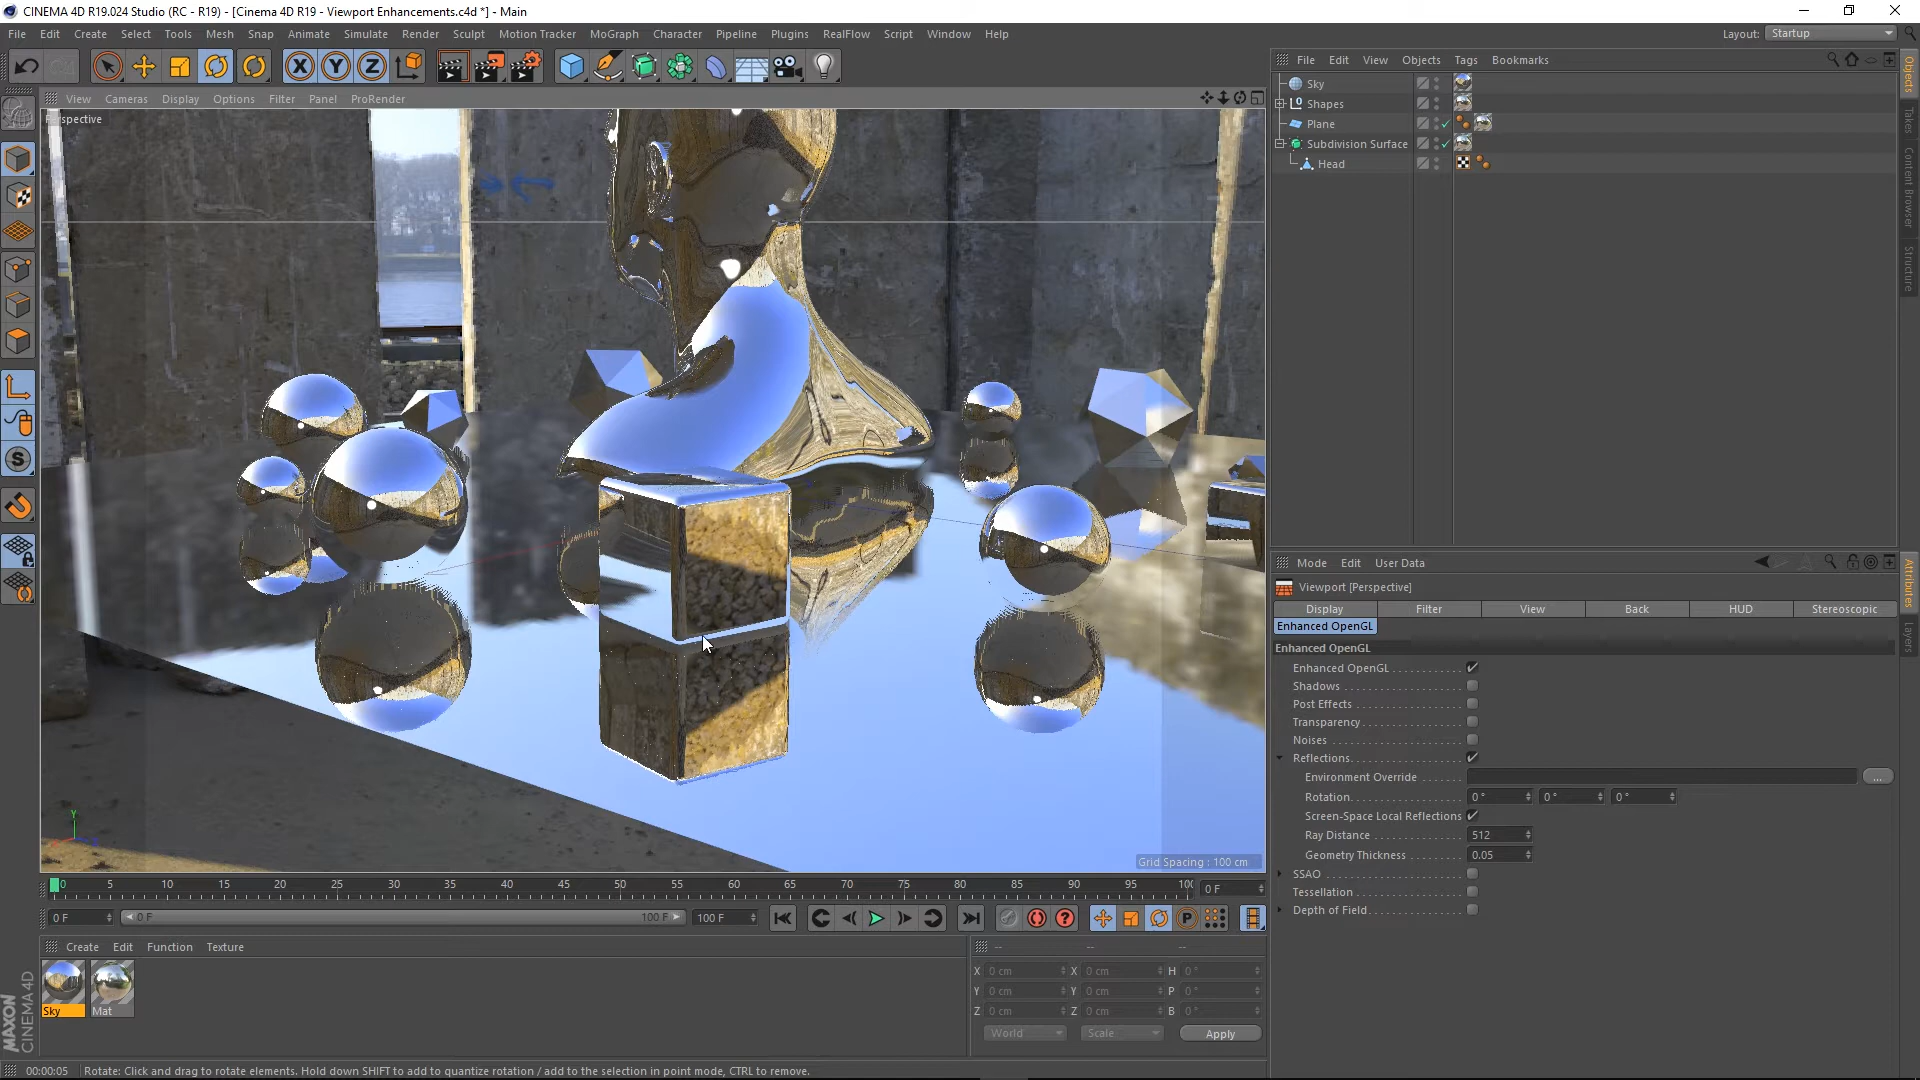 CINEMA 4D R19.024 Studio (RC - R19) - [Cinema 4D R19 - Viewport Enhancements.c4d *] - Main
File Edit Create Select Tools Mesh Snap Animate Simulate Render Sculpt Motion Tracker MoGraph Character Pipeline Plugins RealFlow Script Window Help
Layout: Startup
X Y Z
File Edit View Objects Tags Bookmarks
View Cameras Display Options Filter Panel ProRender
Perspective
Sky
Shapes
Plane
Subdivision Surface
Head
Objects
Takes
Content Browser
Structure
Mode Edit User Data
Viewport [Perspective]
Display Filter View Back HUD Stereoscopic
Enhanced OpenGL
Enhanced OpenGL
Enhanced OpenGL
Shadows
Post Effects
Transparency
Noises
Reflections
Environment Override ...
Rotation 0 ° 0 ° 0 °
Screen-Space Local Reflections
Ray Distance 512
Geometry Thickness 0.05
SSAO
Tessellation
Depth of Field
Attributes
Layers
S
Y
Grid Spacing : 100 cm
0 5 10 15 20 25 30 35 40 45 50 55 60 65 70 75 80 85 90 95 100 0 F
0 F 0 F 100 F 100 F
? P
Create Edit Function Texture
-- -- --
Sky Mat
X 0 cm X 0 cm H 0 °
Y 0 cm Y 0 cm P 0 °
Z 0 cm Z 0 cm B 0 °
World Scale Apply
MAXON
CINEMA 4D
00:00:05 Rotate: Click and drag to rotate elements. Hold down SHIFT to add to quantize rotation / add to the selection in point mode, CTRL to remove.